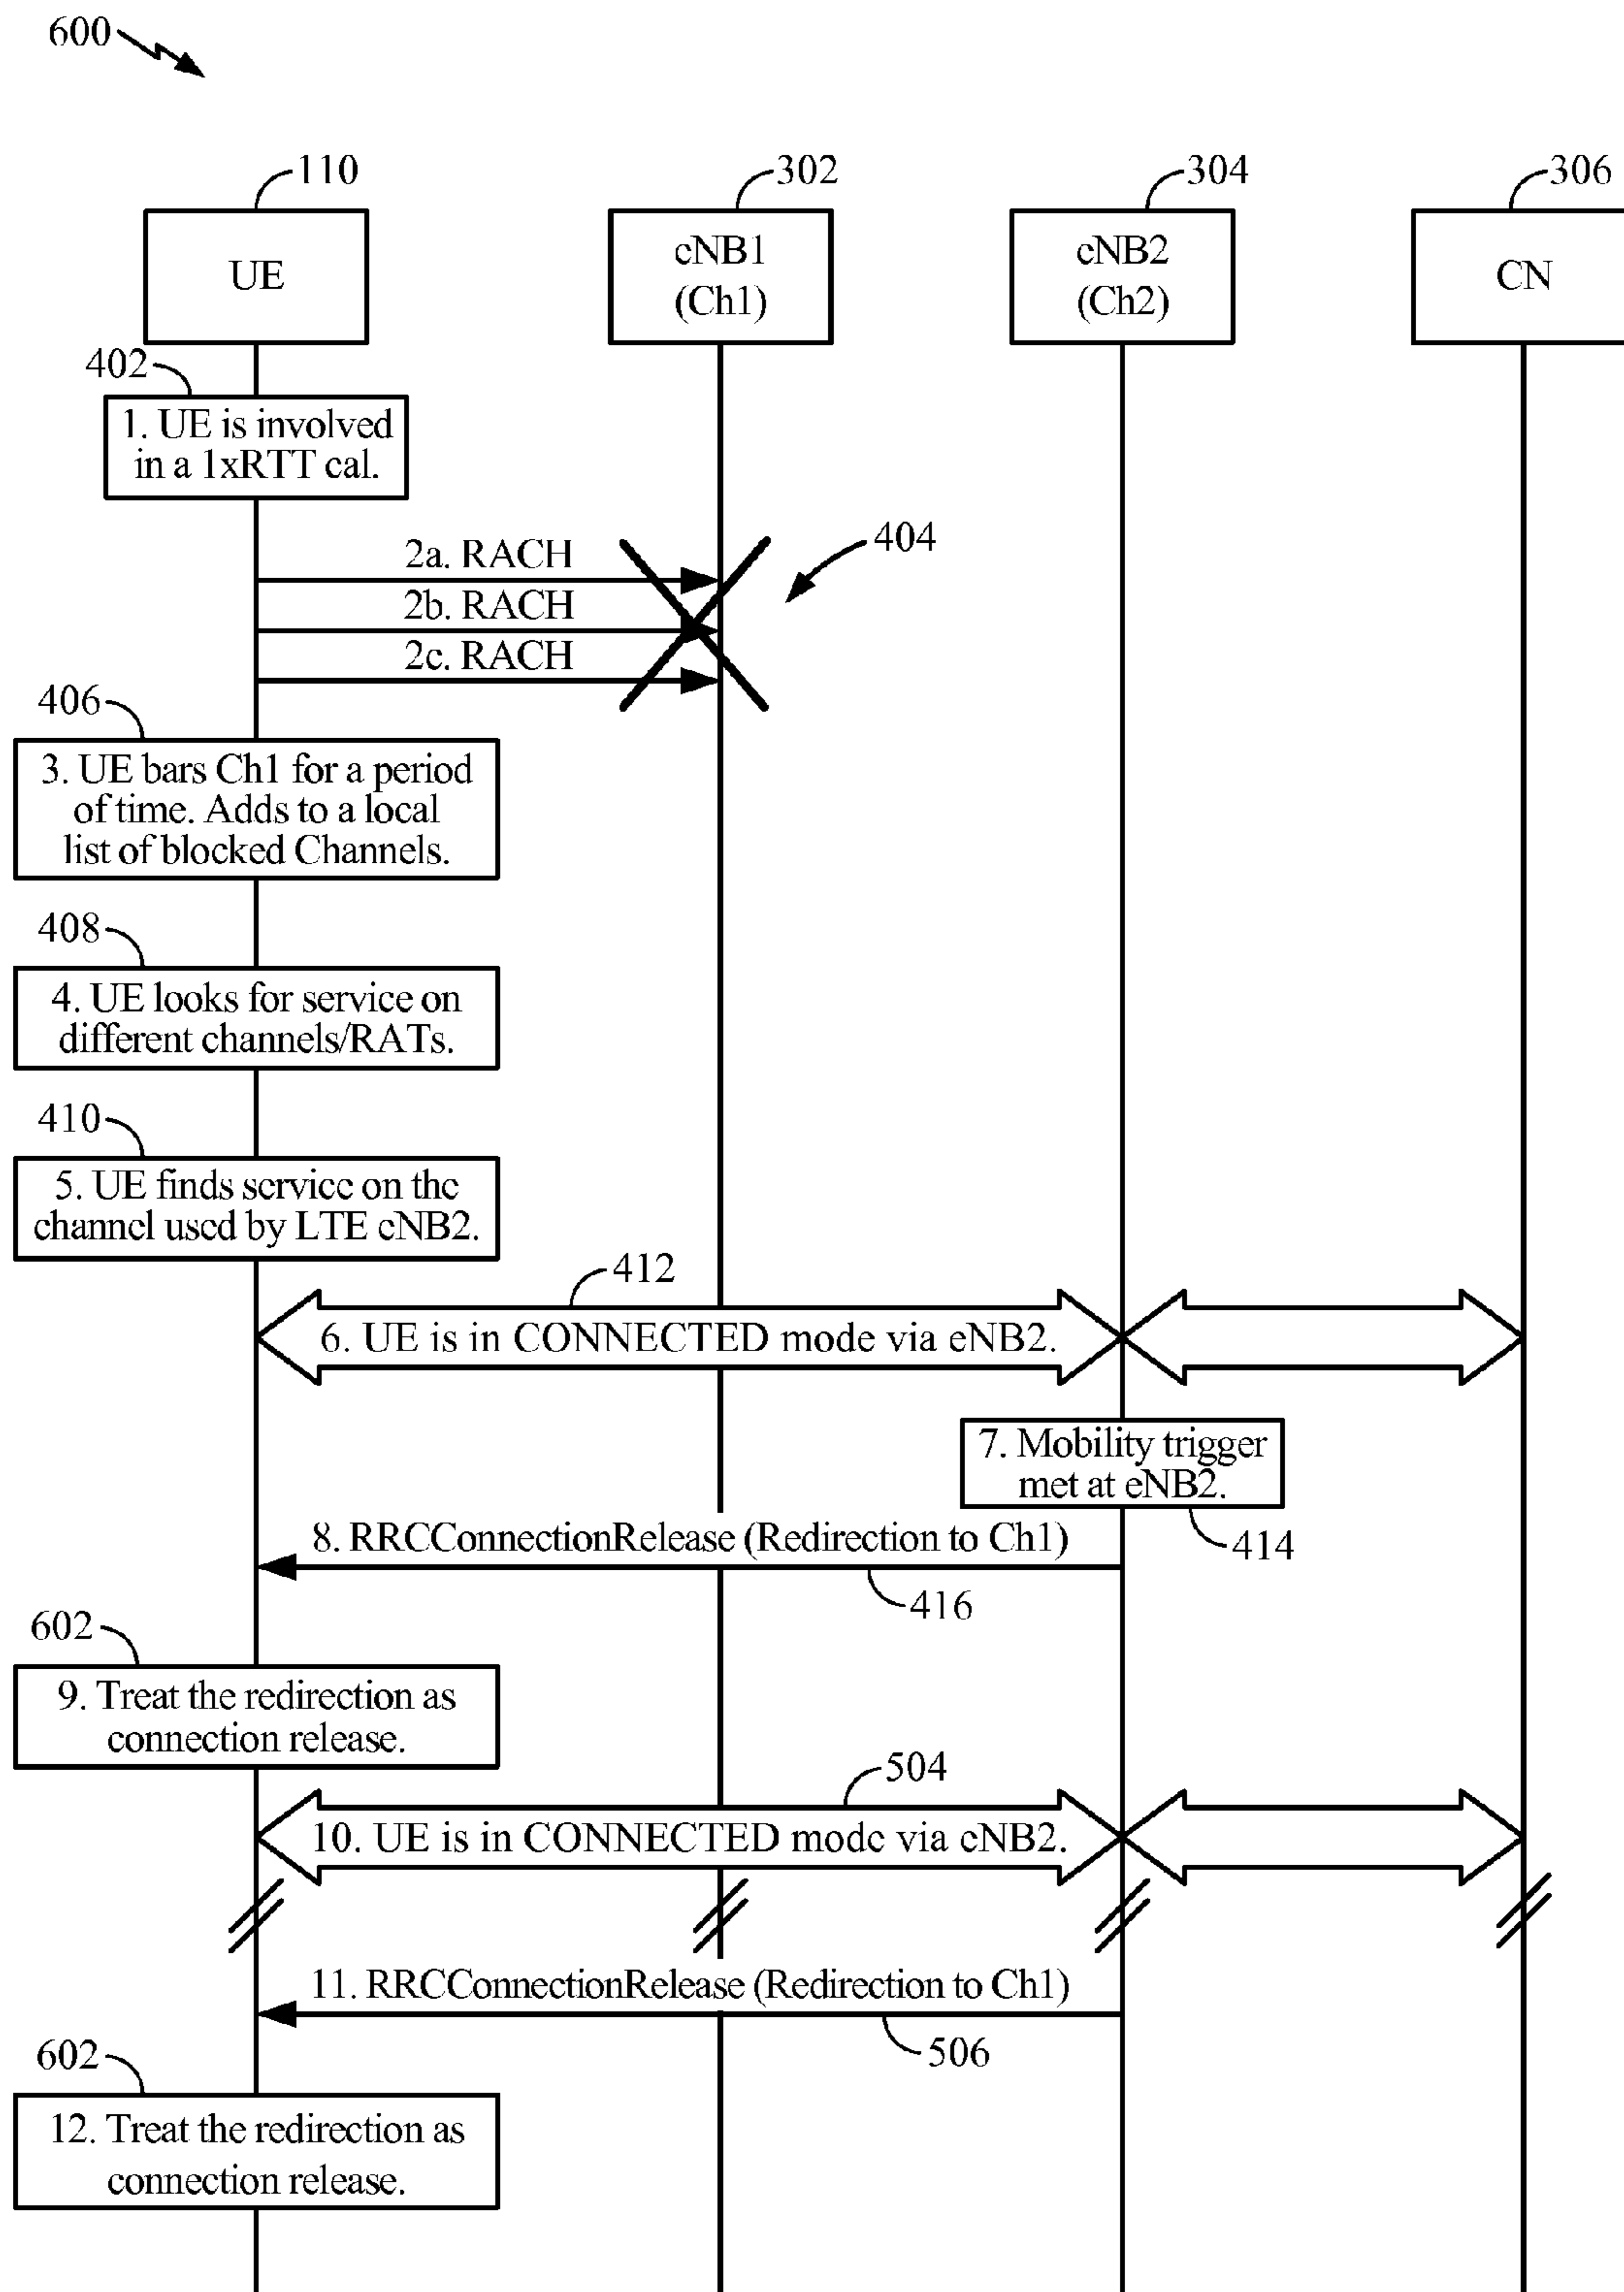 600
110
302
304
306
UE
eNB1
(Ch1)
eNB2
(Ch2)
CN
402
1. UE is involved
in a 1xRTT cal.
2a. RACH
2b. RACH
2c. RACH
404
406
3. UE bars Ch1 for a period
of time. Adds to a local
list of blocked Channels.
408
4. UE looks for service on
different channels/RATs.
410
5. UE finds service on the
channel used by LTE eNB2.
412
6. UE is in CONNECTED mode via eNB2.
7. Mobility trigger
met at eNB2.
414
8. RRCConnectionRelease (Redirection to Ch1)
416
602
9. Treat the redirection as
connection release.
504
10. UE is in CONNECTED mode via eNB2.
11. RRCConnectionRelease (Redirection to Ch1)
506
602
12. Treat the redirection as
connection release.